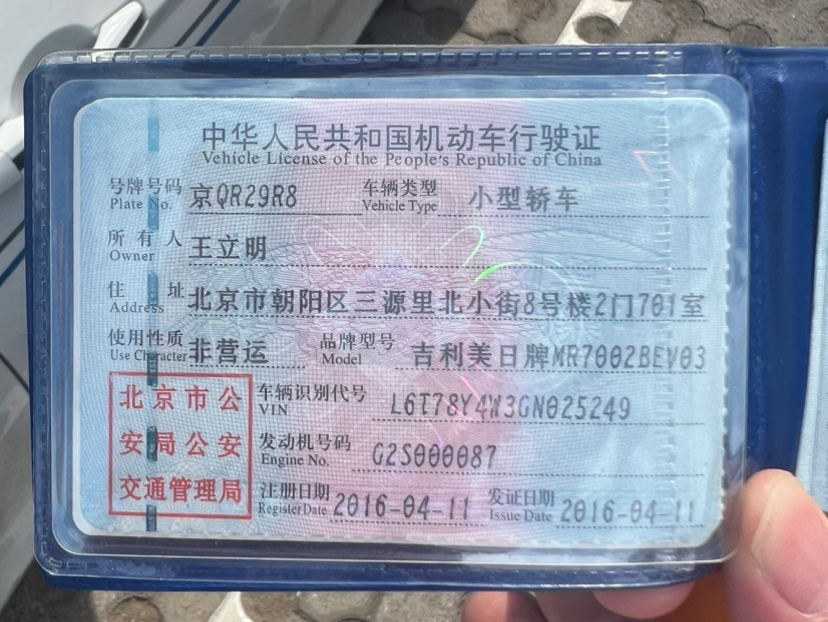 中华人民共和国机动车行驶证
Vehicle License of the People's Republic of China
号牌号码 京QR29R8 车辆类型 小型轿车
Plate No. Vehicle Type
所有人 王立明
Owner
住址 北京市朝阳区三源里北小街8号楼2门701室
Address
使用性质 非营运 品牌型号 吉利美日牌MR7002BEV03
Use Character Model
北京市公 车辆识别代号 L6T78Y4W3GN025249
VIN
安局公安 发动机号码 G2S000087
Engine No.
交通管理局 注册日期 2016-04-11 发证日期 2016-04-11
Register Date Issue Date